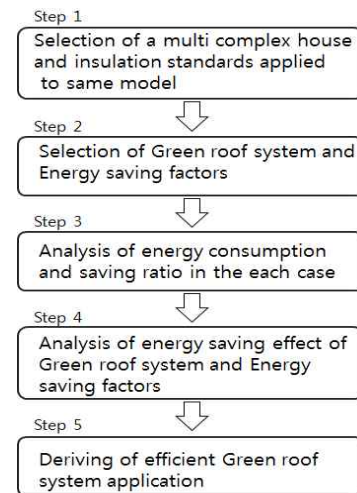 Step 1
Selection of a multi complex house
and insulation standards applied
to same model
Step 2
Selection of Green roof system and
Energy saving factors
Step 3
Analysis of energy consumption
and saving ratio in the each case
Step 4
Analysis of energy saving effect of
Green roof system and Energy
saving factors
Step 5
Deriving of efficient Green roof
system application